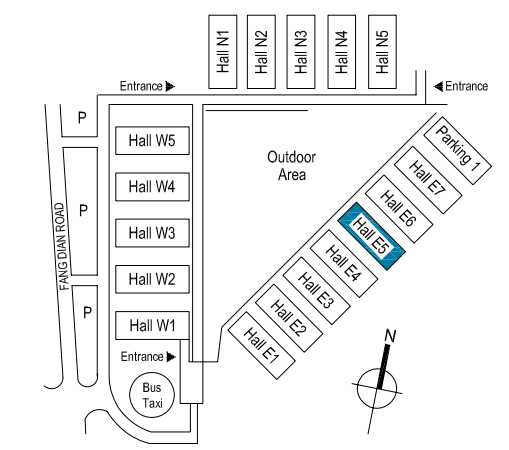 Hall N1
Hall N2
Hall N3
Hall N4
Hall N5
Entrance
Entrance
P
Hall W5
Outdoor
Area
Parking 1
Hall E7
Hall W4
Hall E6
P
Hall E5
Hall W3
FANG DIAN ROAD
Hall E4
Hall W2
Hall E3
P
Hall W1
Hall E2
Hall E1
Entrance
N
Bus
Taxi